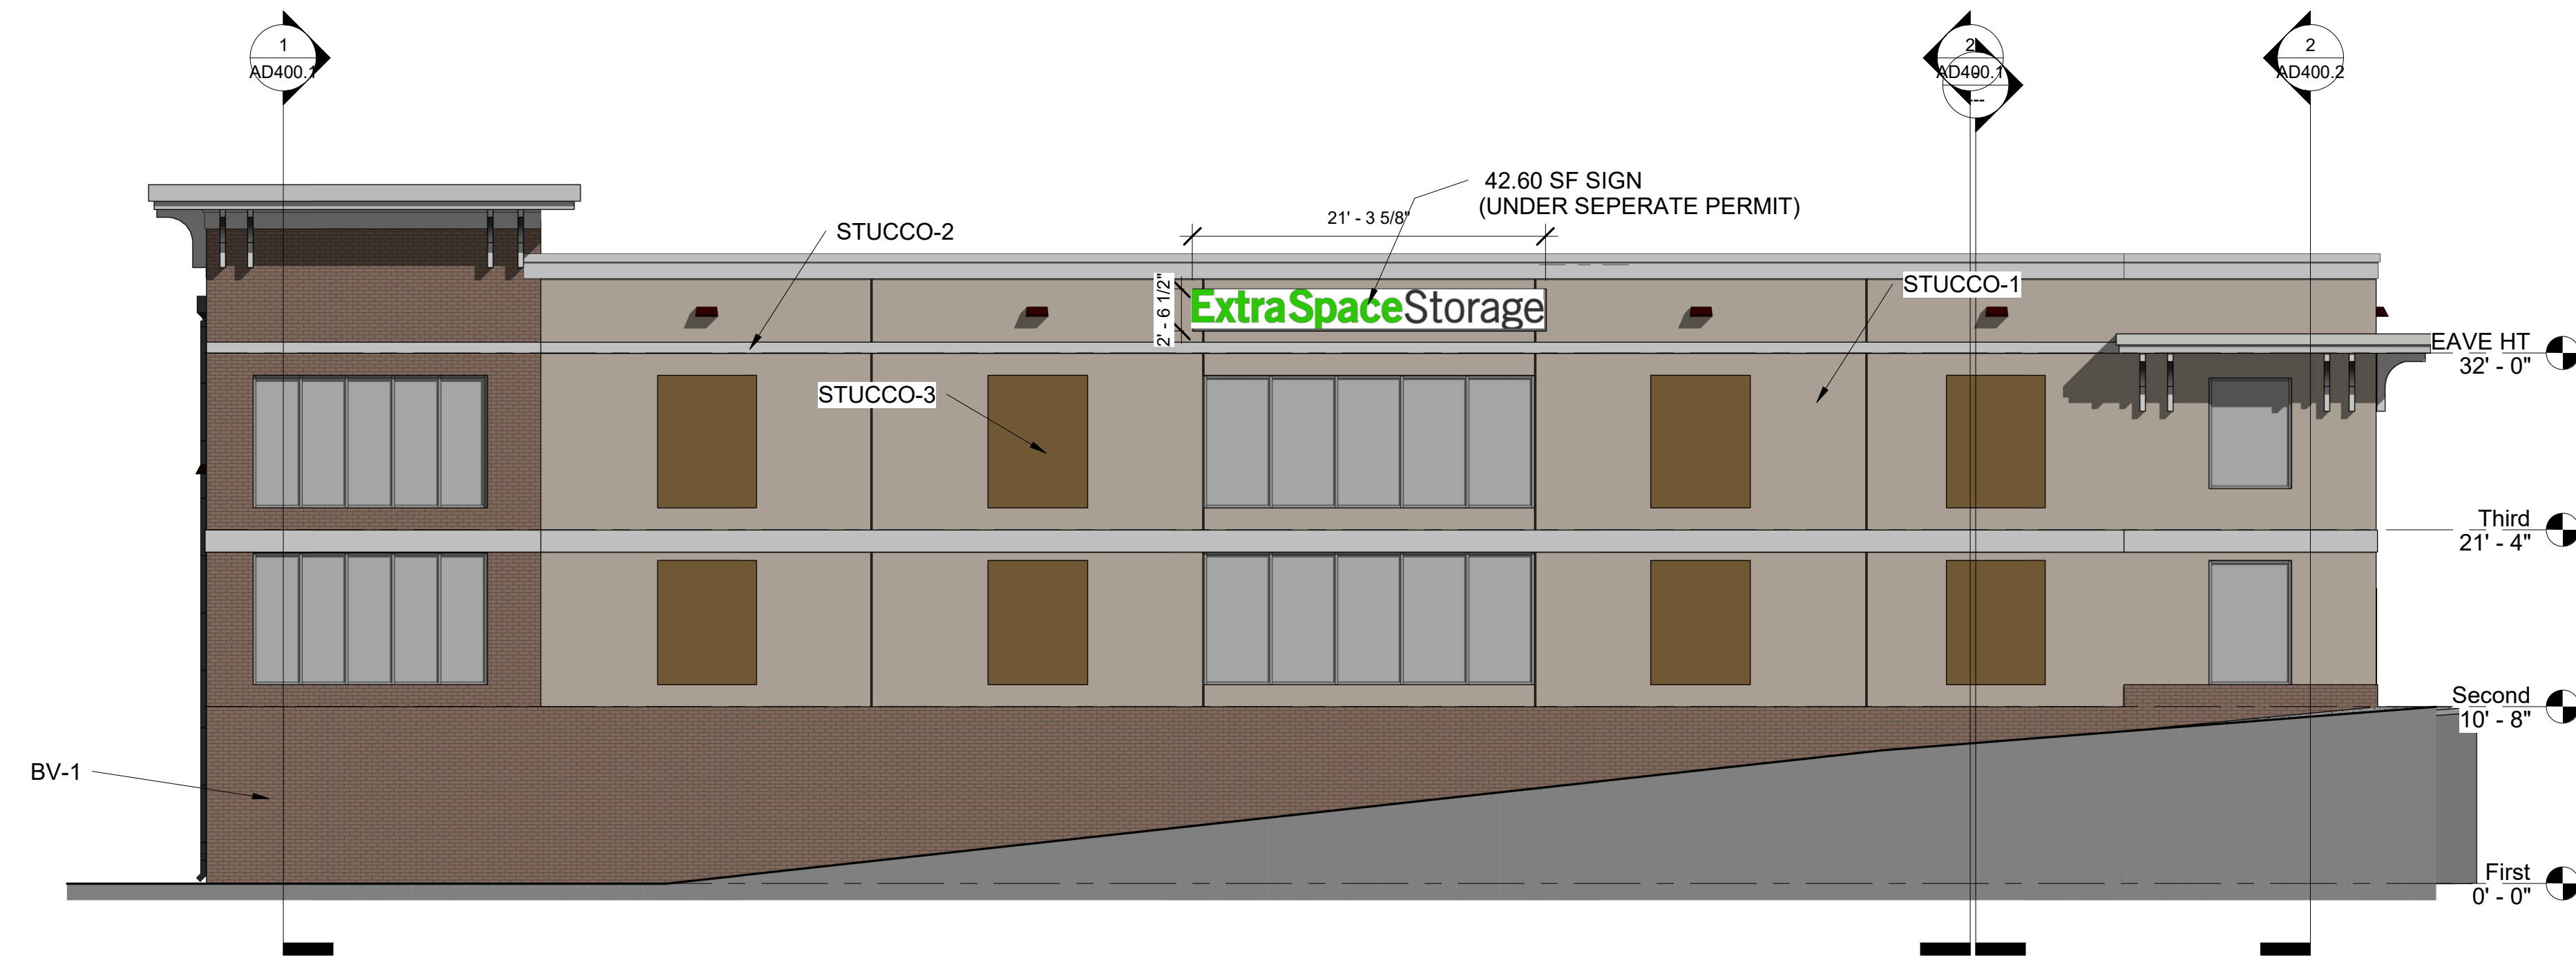 1
AD400.1
2
AD400.1
---
2
AD400.2
42.60 SF SIGN
(UNDER SEPERATE PERMIT)
21' - 3 5/8"
STUCCO-2
2' - 6 1/2"
ExtraSpaceStorage
STUCCO-1
EAVE HT
32' - 0"
STUCCO-3
Third
21' - 4"
Second
10' - 8"
BV-1
First
0' - 0"